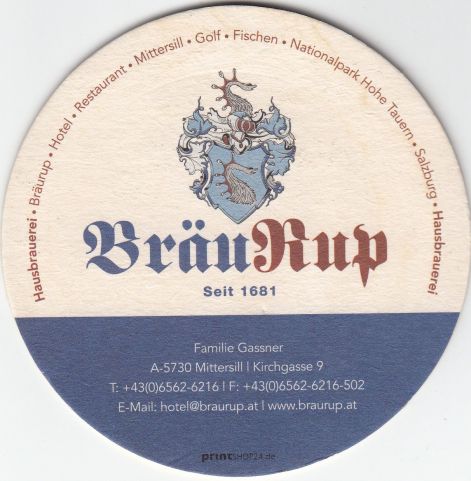 Hausbrauerei • Bräurup • Hotel • Restaurant • Mittersill • Golf • Fischen • Nationalpark Hohe Tauern • Salzburg • Hausbrauerei
BräuRup
Seit 1681
Familie Gassner
A-5730 Mittersill | Kirchgasse 9
T: +43(0)6562-6216 | F: +43(0)6562-6216-502
E-Mail: hotel@braurup.at | www.braurup.at
printSHOP24.de